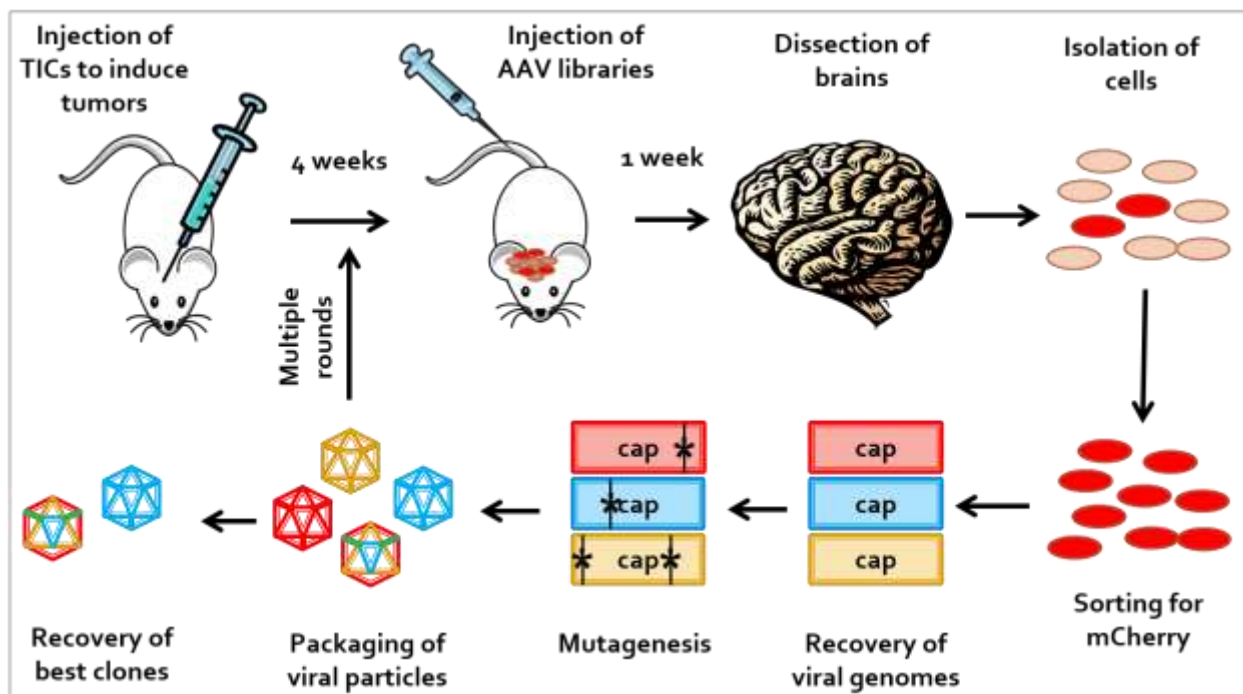 Injection of
TICs to induce
tumors
4 weeks
Injection of
AAV libraries
1 week
Dissection of
brains
Isolation of
cells
Multiple
rounds
cap *
*cap
* cap *
cap
cap
cap
Sorting for
mCherry
Recovery of
viral genomes
Mutagenesis
Packaging of
viral particles
Recovery of
best clones